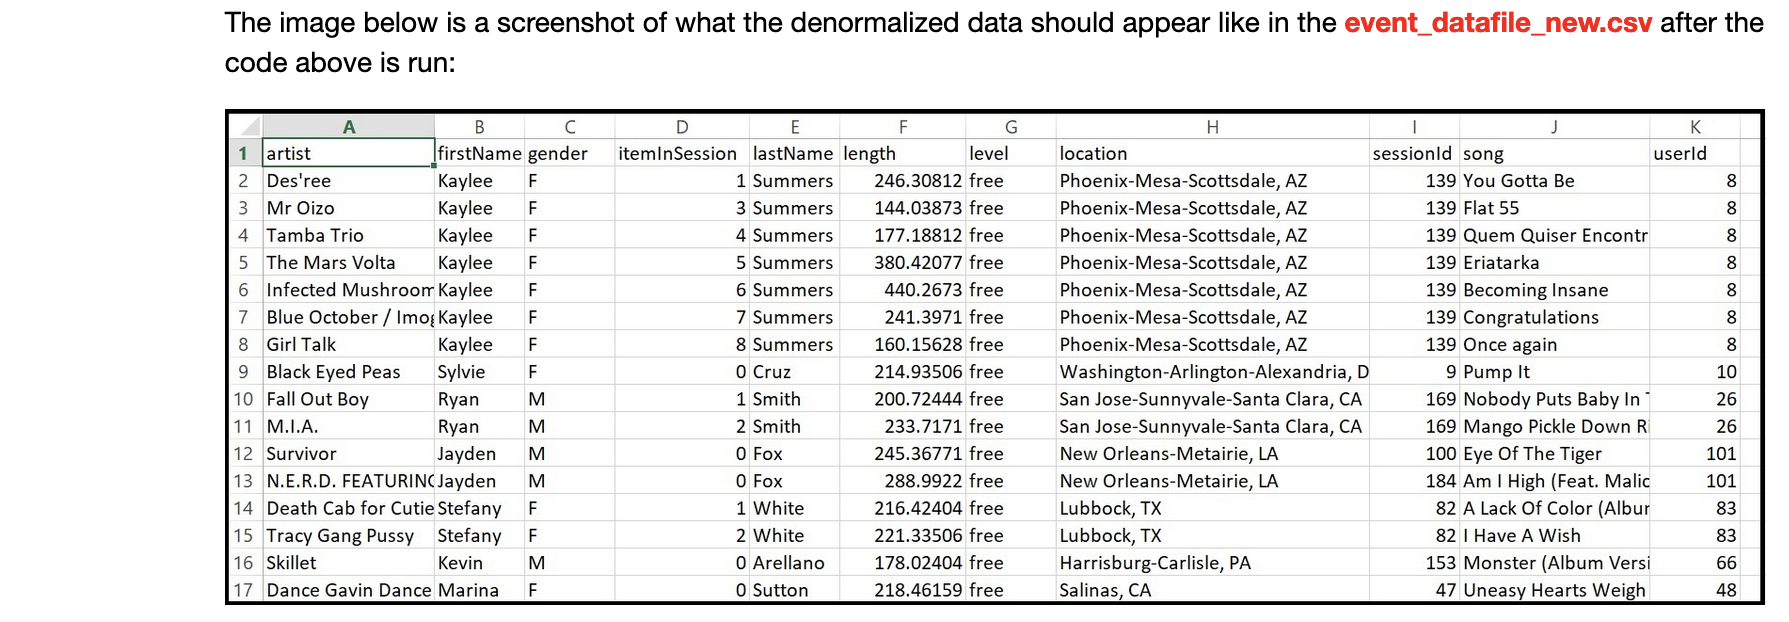 The image below is a screenshot of what the denormalized data should appear like in the event_datafile_new.csv after the
code above is run:
A B C D E F G H I J K
1 artist firstName gender itemInSession lastName length level location sessionId song userId
2 Des'ree Kaylee F 1 Summers 246.30812 free Phoenix-Mesa-Scottsdale, AZ 139 You Gotta Be 8
3 Mr Oizo Kaylee F 3 Summers 144.03873 free Phoenix-Mesa-Scottsdale, AZ 139 Flat 55 8
4 Tamba Trio Kaylee F 4 Summers 177.18812 free Phoenix-Mesa-Scottsdale, AZ 139 Quem Quiser Encontr 8
5 The Mars Volta Kaylee F 5 Summers 380.42077 free Phoenix-Mesa-Scottsdale, AZ 139 Eriatarka 8
6 Infected Mushroom Kaylee F 6 Summers 440.2673 free Phoenix-Mesa-Scottsdale, AZ 139 Becoming Insane 8
7 Blue October / Imog Kaylee F 7 Summers 241.3971 free Phoenix-Mesa-Scottsdale, AZ 139 Congratulations 8
8 Girl Talk Kaylee F 8 Summers 160.15628 free Phoenix-Mesa-Scottsdale, AZ 139 Once again 8
9 Black Eyed Peas Sylvie F 0 Cruz 214.93506 free Washington-Arlington-Alexandria, D 9 Pump It 10
10 Fall Out Boy Ryan M 1 Smith 200.72444 free San Jose-Sunnyvale-Santa Clara, CA 169 Nobody Puts Baby In 26
11 M.I.A. Ryan M 2 Smith 233.7171 free San Jose-Sunnyvale-Santa Clara, CA 169 Mango Pickle Down Ri 26
12 Survivor Jayden M 0 Fox 245.36771 free New Orleans-Metairie, LA 100 Eye Of The Tiger 101
13 N.E.R.D. FEATURING Jayden M 0 Fox 288.9922 free New Orleans-Metairie, LA 184 Am I High (Feat. Malic 101
14 Death Cab for Cutie Stefany F 1 White 216.42404 free Lubbock, TX 82 A Lack Of Color (Albur 83
15 Tracy Gang Pussy Stefany F 2 White 221.33506 free Lubbock, TX 82 I Have A Wish 83
16 Skillet Kevin M 0 Arellano 178.02404 free Harrisburg-Carlisle, PA 153 Monster (Album Versi 66
17 Dance Gavin Dance Marina F 0 Sutton 218.46159 free Salinas, CA 47 Uneasy Hearts Weigh 48